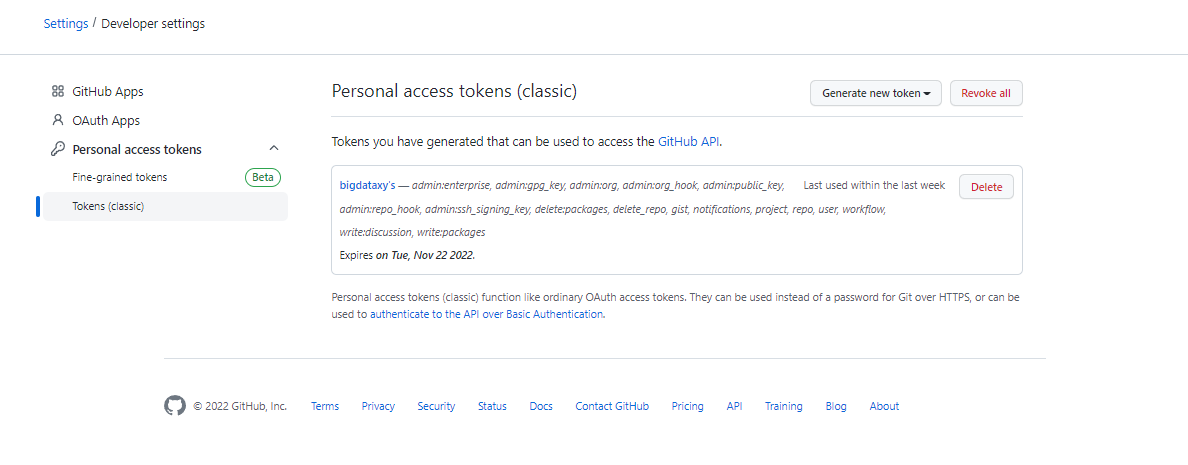 Settings / Developer settings
GitHub Apps
OAuth Apps
Personal access tokens
Fine-grained tokens Beta
Tokens (classic)
Personal access tokens (classic)
Generate new token
Revoke all
Tokens you have generated that can be used to access the GitHub API.
bigdataxy's — admin:enterprise, admin:gpg_key, admin:org, admin:org_hook, admin:public_key,
admin:repo_hook, admin:ssh_signing_key, delete:packages, delete_repo, gist, notifications, project, repo, user, workflow,
write:discussion, write:packages
Last used within the last week
Delete
Expires on Tue, Nov 22 2022.
Personal access tokens (classic) function like ordinary OAuth access tokens. They can be used instead of a password for Git over HTTPS, or can be
used to authenticate to the API over Basic Authentication.
© 2022 GitHub, Inc. Terms Privacy Security Status Docs Contact GitHub Pricing API Training Blog About